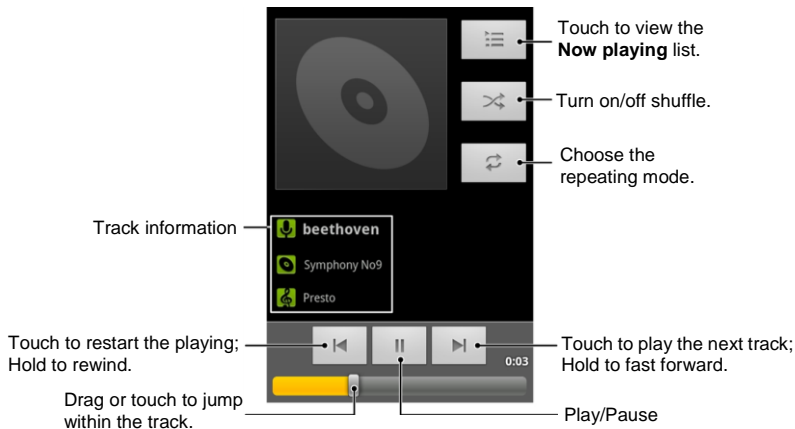 Touch to view the
Now playing list.
Turn on/off shuffle.
Choose the
repeating mode.
Track information
beethoven
Symphony No9
Presto
Touch to restart the playing;
Hold to rewind.
Touch to play the next track;
Hold to fast forward.
0:03
Drag or touch to jump
within the track.
Play/Pause